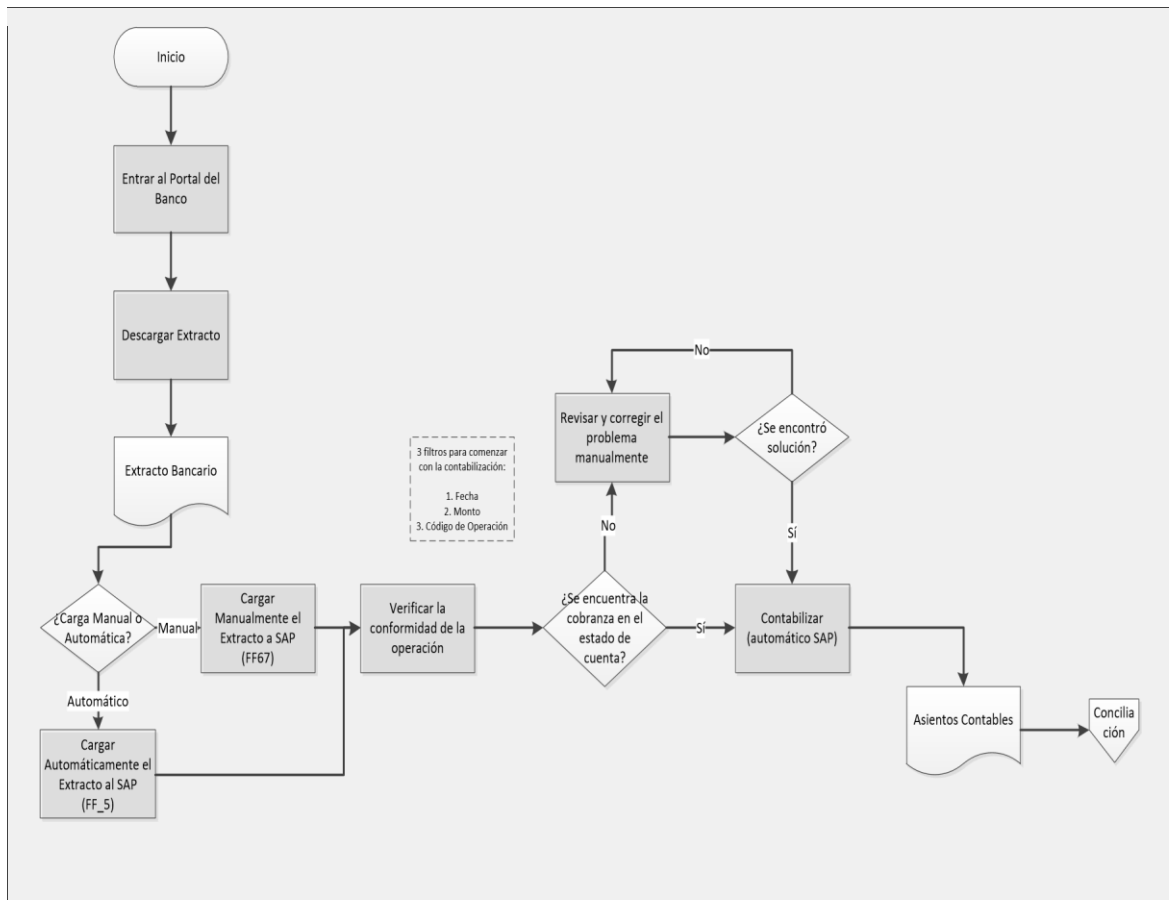 Inicio
Entrar al Portal del
Banco
Descargar Extracto
Extracto Bancario
¿Carga Manual o
Automática?
Manual
Automático
Cargar
Manualmente el
Extracto a SAP
(FF67)
Cargar
Automáticamente el
Extracto al SAP
(FF_5)
Verificar la
conformidad de la
operación
3 filtros para comenzar
con la contabilización:
1. Fecha
2. Monto
3. Código de Operación
¿Se encuentra la
cobranza en el
estado de
cuenta?
No
Sí
Revisar y corregir el
problema
manualmente
¿Se encontró
solución?
No
Sí
Contabilizar
(automático SAP)
Asientos Contables
Concilia
ción